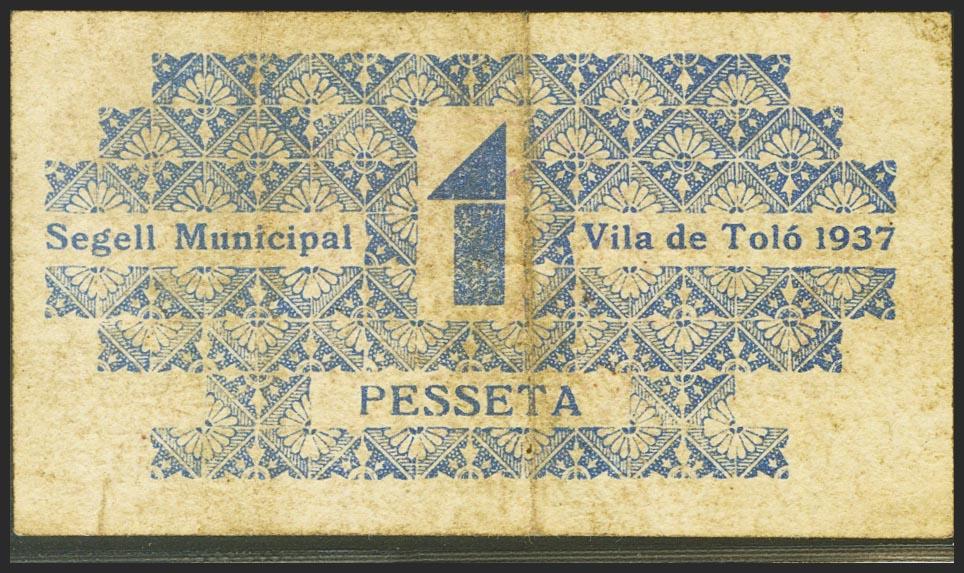 1
Segell Municipal Vila de Toló 1937
PESSETA